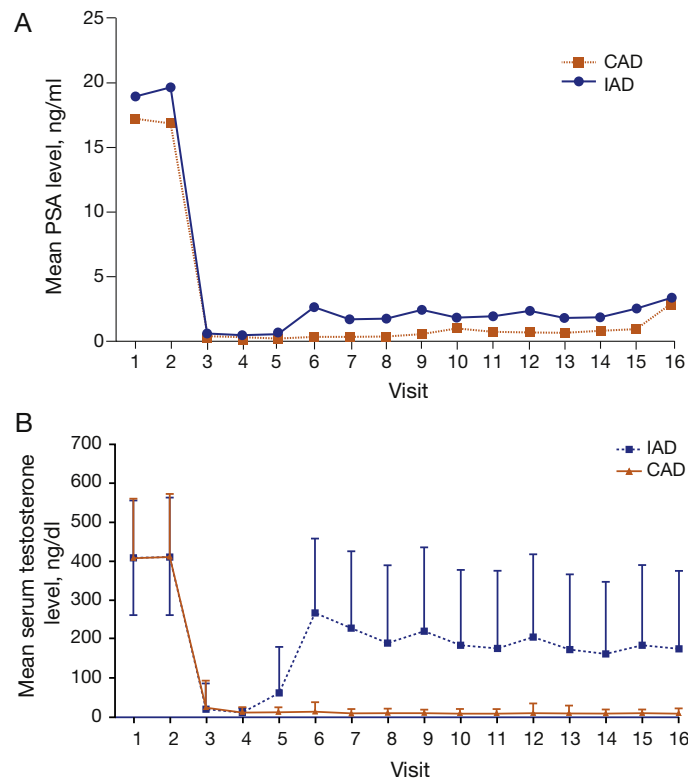 A
25
20
15
10
5
0
Mean PSA level, ng/ml
CAD
IAD
1 2 3 4 5 6 7 8 9 10 11 12 13 14 15 16
Visit
B
700
600
500
400
300
200
100
0
Mean serum testosterone
level, ng/dl
IAD
CAD
1 2 3 4 5 6 7 8 9 10 11 12 13 14 15 16
Visit